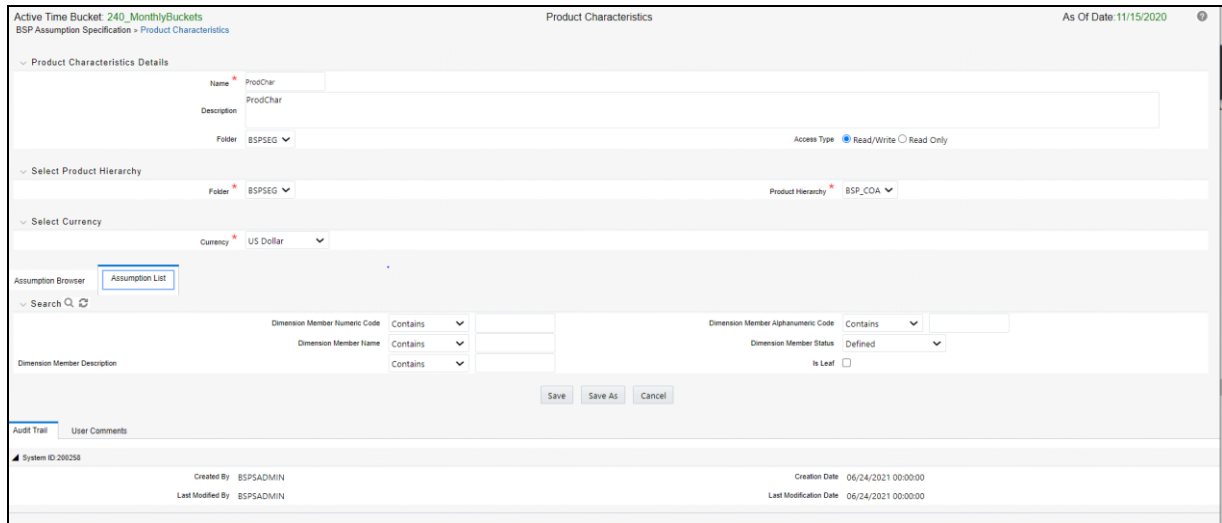 Active Time Bucket: 240_MonthlyBuckets Product Characteristics As Of Date:11/15/2020
BSP Assumption Specification » Product Characteristics
Product Characteristics Details
Name * ProdChar
ProdChar
Description
Folder BSPSEG Access Type Read/Write Read Only
Select Product Hierarchy
Folder * BSPSEG Product Hierarchy * BSP_COA
Select Currency
Currency * US Dollar
Assumption Browser Assumption List
Search
Dimension Member Numeric Code Contains Dimension Member Alphanumeric Code Contains
Dimension Member Name Contains Dimension Member Status Defined
Dimension Member Description Contains Is Leaf
Save Save As Cancel
Audit Trail User Comments
System ID:200258
Created By BSPSADMIN Creation Date 06/24/2021 00:00:00
Last Modified By BSPSADMIN Last Modification Date 06/24/2021 00:00:00